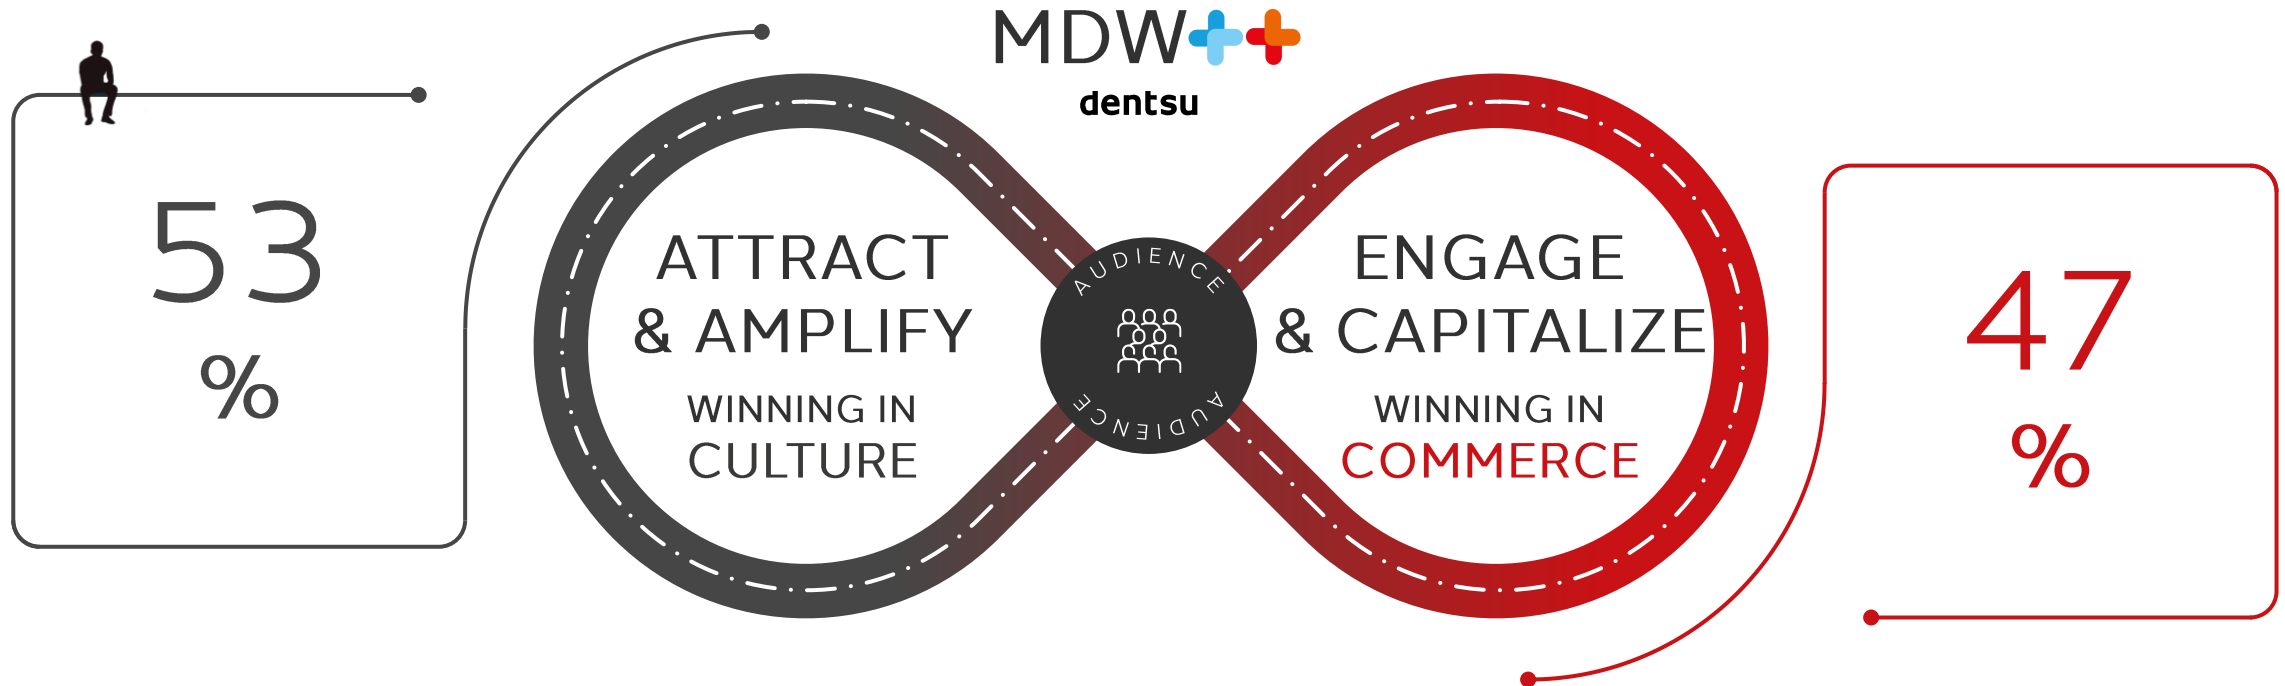 MDW
dentsu
53
%
ATTRACT
& AMPLIFY
WINNING IN
CULTURE
AUDIENCE
AUDIENCE
ENGAGE
& CAPITALIZE
WINNING IN
COMMERCE
47
%